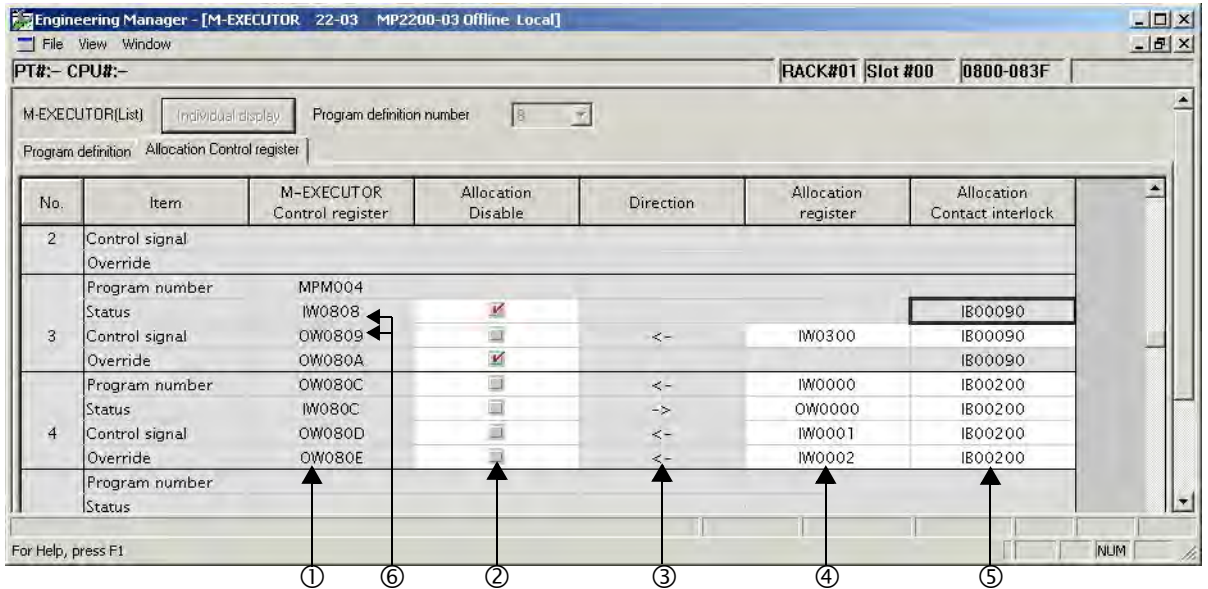 Engineering Manager - [M-EXECUTOR 22-03 MP2200-03 Offline Local]
File View Window
PT#:- CPU#:- RACK#01 Slot #00 0800-083F
M-EXECUTOR(List) Individual display Program definition number 8
Program definition Allocation Control register
No. Item M-EXECUTOR Control register Allocation Disable Direction Allocation register Allocation Contact interlock
2 Control signal
Override
Program number MPM004
Status IW0808 IB00090
3 Control signal OW0809 <- IW0300 IB00090
Override OW080A IB00090
Program number OW080C <- IW0000 IB00200
Status IW080C -> OW0000 IB00200
4 Control signal OW080D <- IW0001 IB00200
Override OW080E <- IW0002 IB00200
Program number
Status
For Help, press F1 NUM
① ⑥ ② ③ ④ ⑤